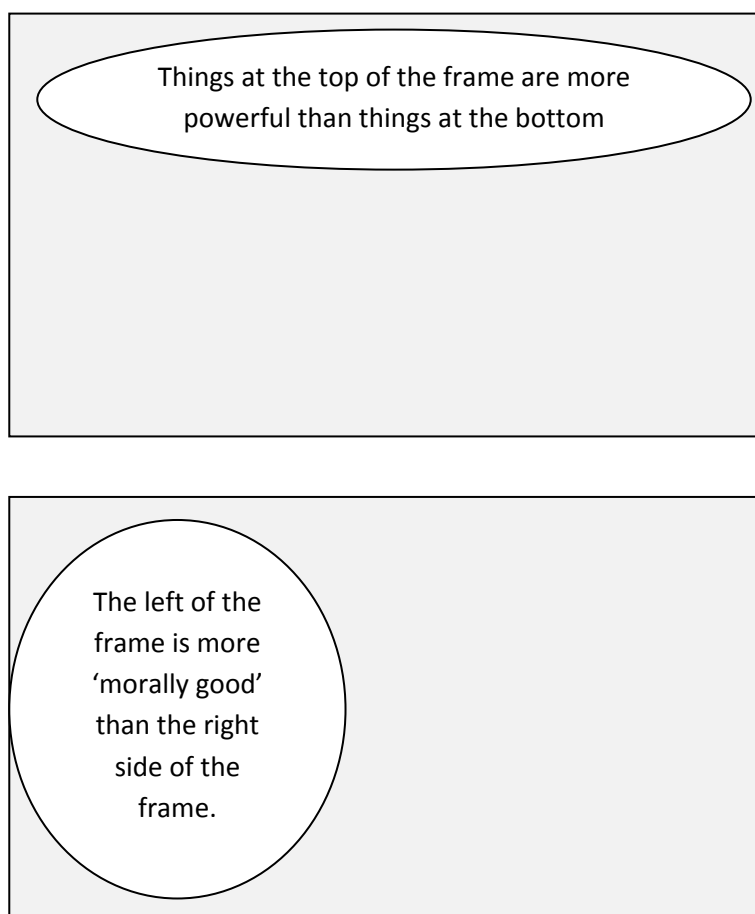 Things at the top of the frame are more
powerful than things at the bottom
The left of the
frame is more
‘morally good’
than the right
side of the
frame.